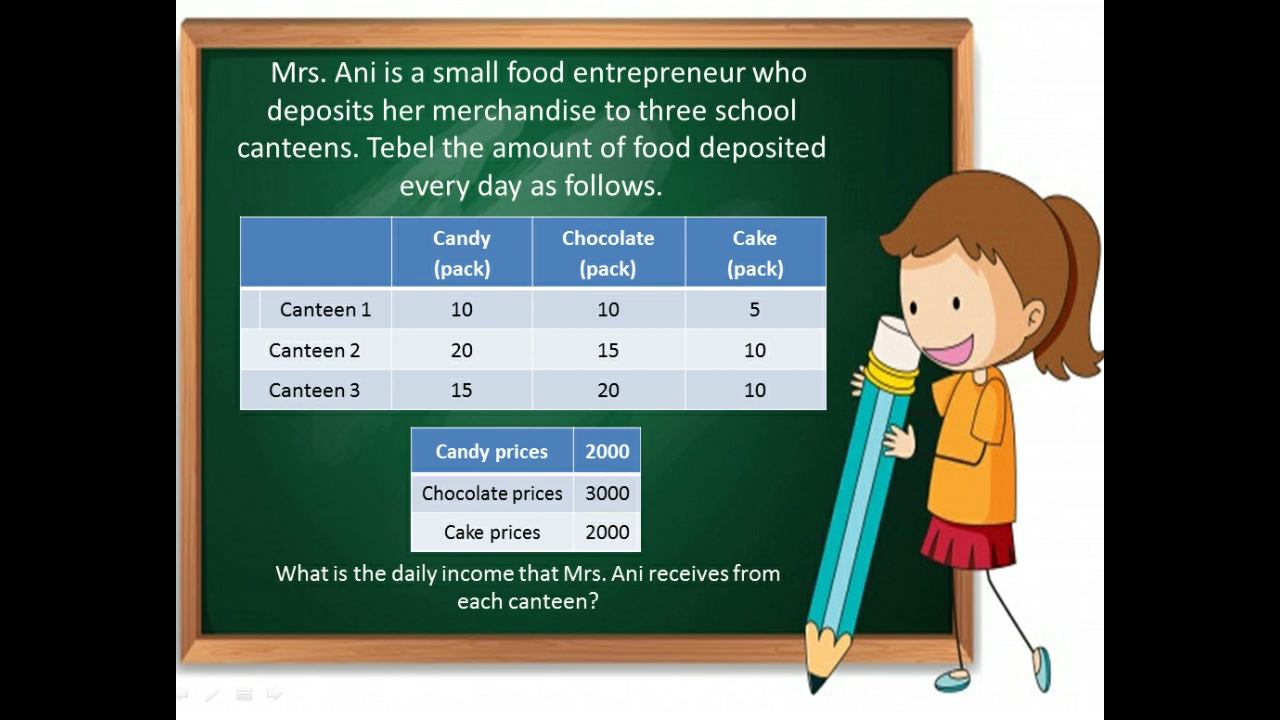 Mrs. Ani is a small food entrepreneur who
deposits her merchandise to three school
canteens. Tebel the amount of food deposited
every day as follows.
Candy (pack) Chocolate (pack) Cake (pack)
Canteen 1 10 10 5
Canteen 2 20 15 10
Canteen 3 15 20 10
Candy prices 2000
Chocolate prices 3000
Cake prices 2000
What is the daily income that Mrs. Ani receives from
each canteen?